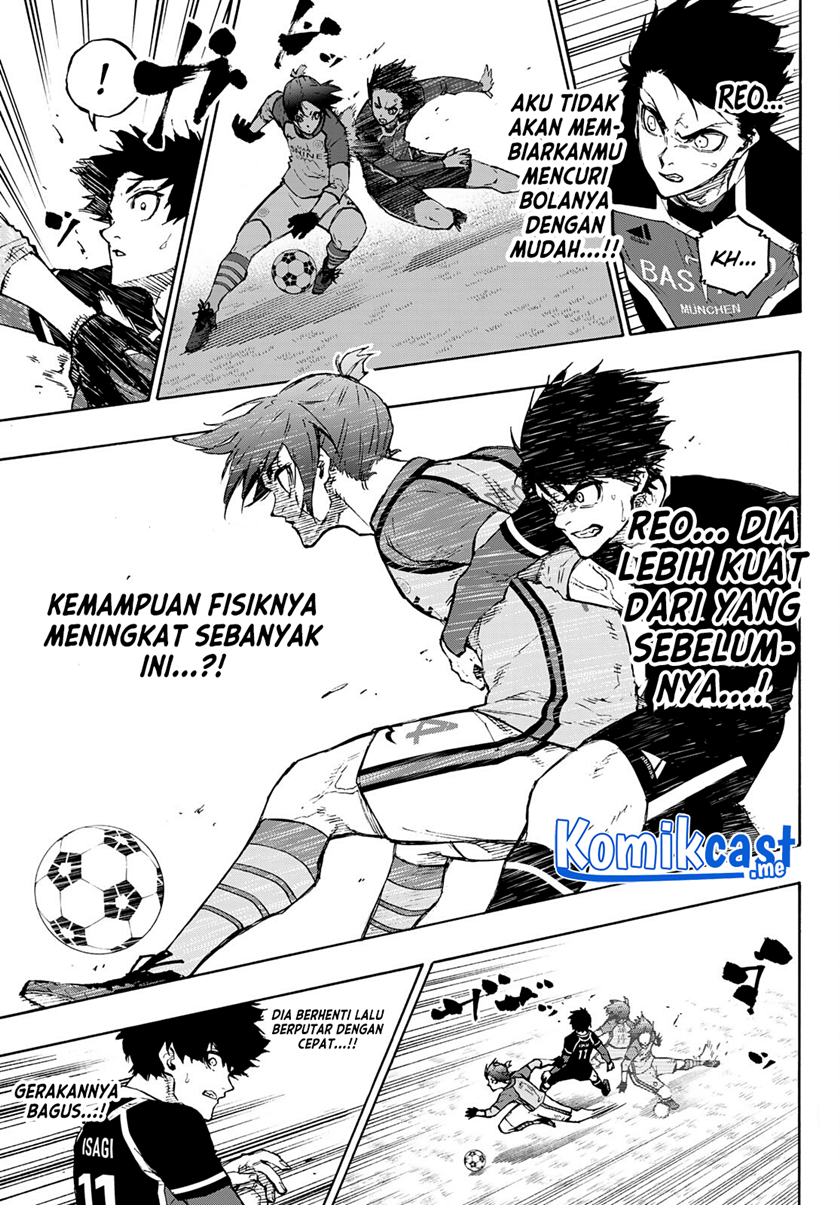 REO...
KH...
BAS
MÜNCHEN
AKU TIDAK
AKAN MEM-
BIARKANMU
MENCURI
BOLANYA
DENGAN
MUDAH...!!
!
REO... DIA
LEBIH KUAT
DARI YANG
SEBELUM-
NYA...!
KEMAMPUAN FISIKNYA
MENINGKAT SEBANYAK
INI...?!
4
Komikcast
.me
11
DIA BERHENTI LALU
BERPUTAR DENGAN
CEPAT...!!
GERAKANNYA
BAGUS...!
ISAGI
11